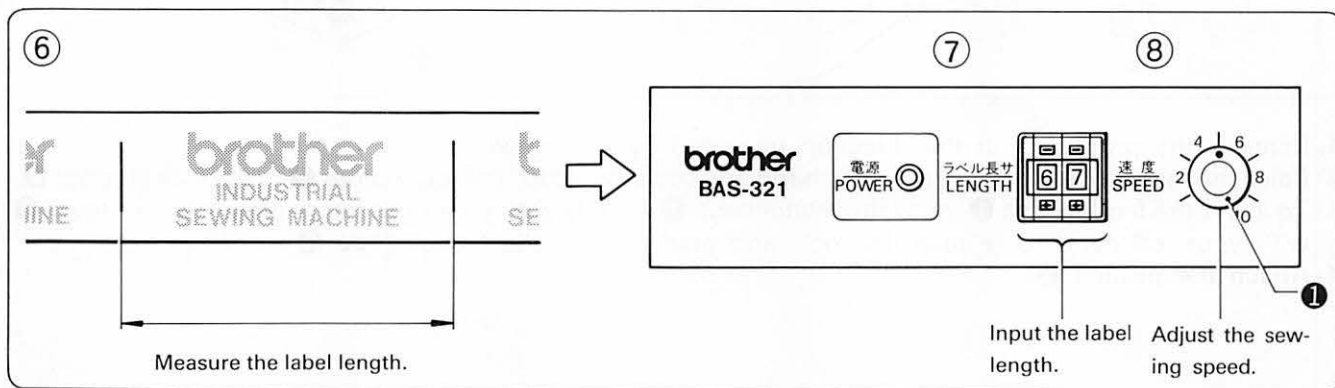 ⑥
⑦
⑧
r
INE
brother
INDUSTRIAL
SEWING MACHINE
t
SE
Measure the label length.
brother
BAS-321
電源
POWER
ラベル長サ
LENGTH
6 7
速度
SPEED
2 4 6 8 10
❶
Input the label
length.
Adjust the sew-
ing speed.